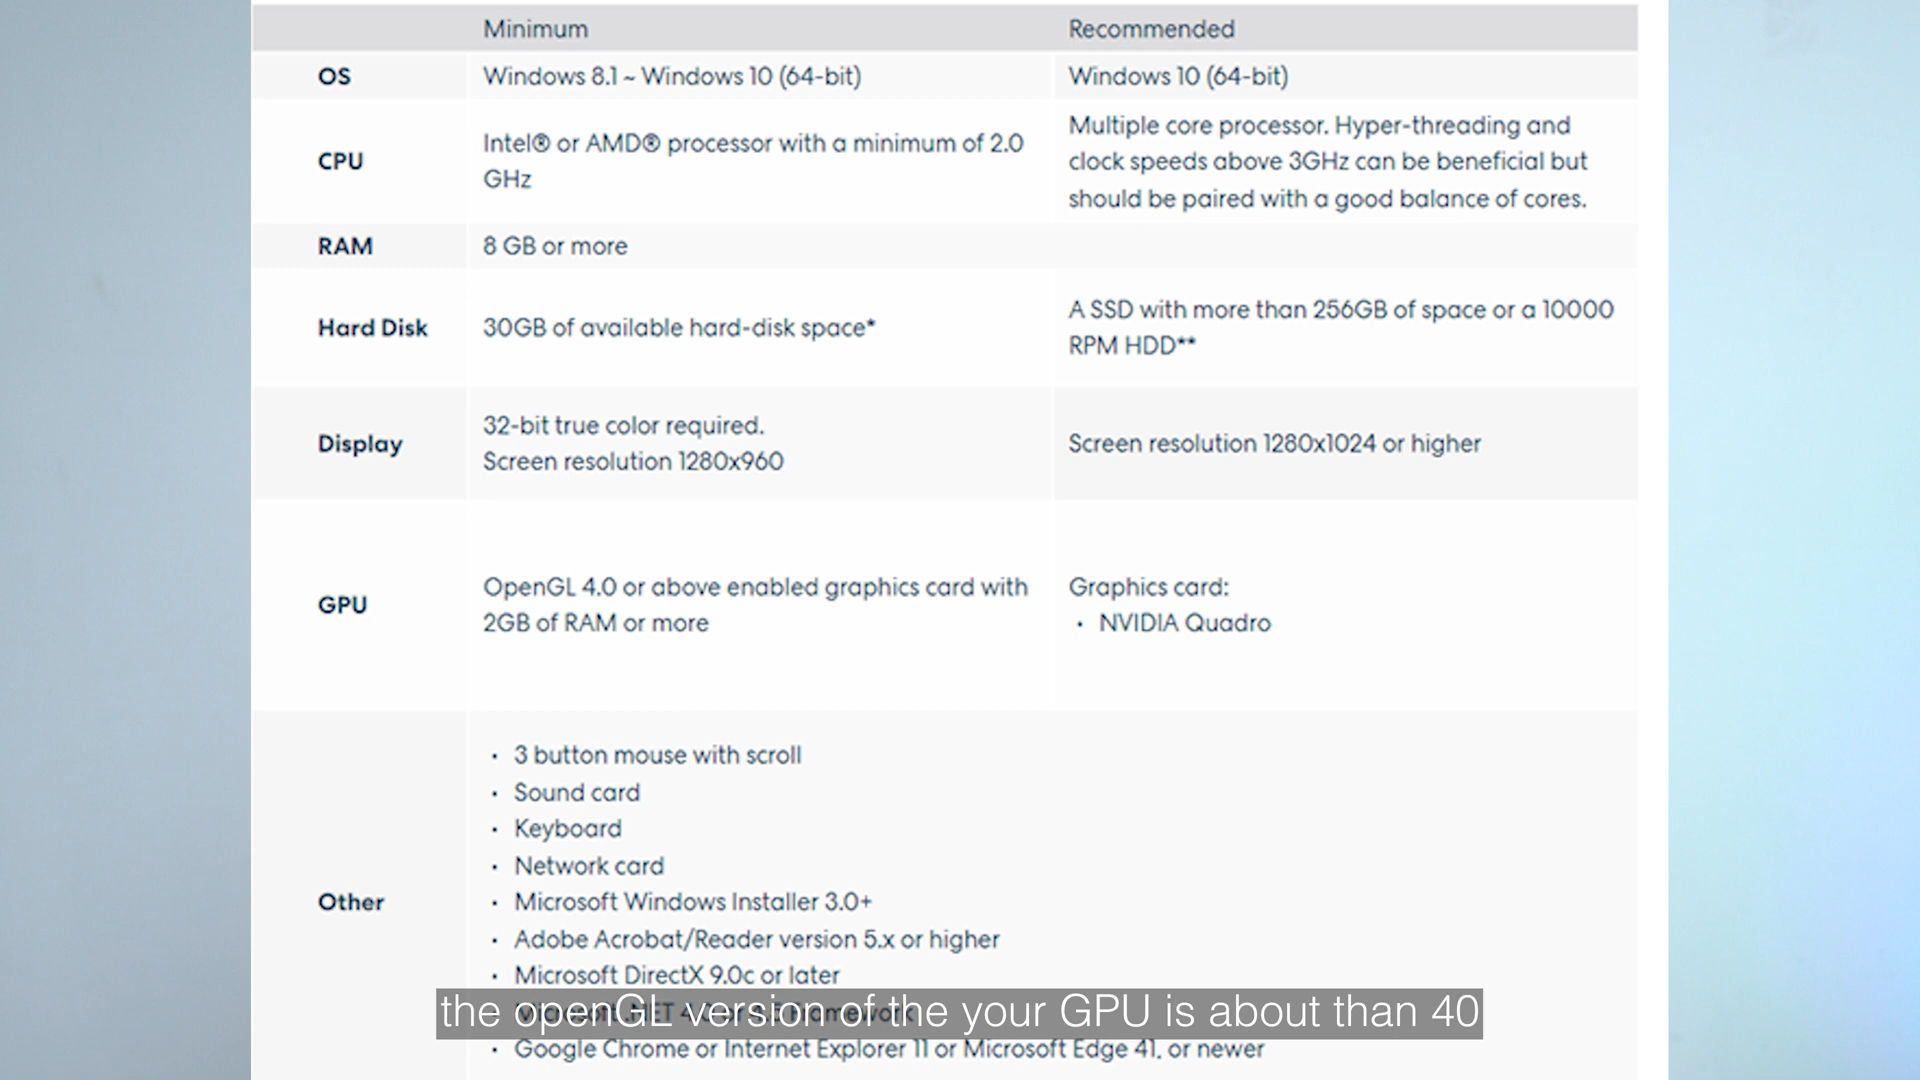 Minimum Recommended
OS Windows 8.1 ~ Windows 10 (64-bit) Windows 10 (64-bit)
CPU Intel® or AMD® processor with a minimum of 2.0
GHz
Multiple core processor. Hyper-threading and
clock speeds above 3GHz can be beneficial but
should be paired with a good balance of cores.
RAM 8 GB or more
Hard Disk 30GB of available hard-disk space*
A SSD with more than 256GB of space or a 10000
RPM HDD**
Display
32-bit true color required.
Screen resolution 1280x960
Screen resolution 1280x1024 or higher
GPU
OpenGL 4.0 or above enabled graphics card with
2GB of RAM or more
Graphics card:
• NVIDIA Quadro
Other
• 3 button mouse with scroll
• Sound card
• Keyboard
• Network card
• Microsoft Windows Installer 3.0+
• Adobe Acrobat/Reader version 5.x or higher
• Microsoft DirectX 9.0c or later
the openGL version of the your GPU is about than 40
• Google Chrome or Internet Explorer 11 or Microsoft Edge 41, or newer